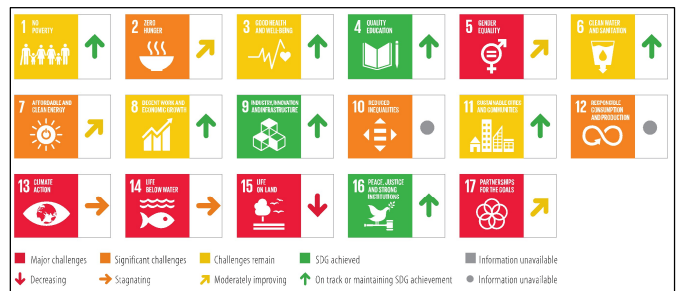 1 NO
POVERTY
2 ZERO
HUNGER
3 GOOD HEALTH
AND WELL-BEING
4 QUALITY
EDUCATION
5 GENDER
EQUALITY
6 CLEAN WATER
AND SANITATION
7 AFFORDABLE AND
CLEAN ENERGY
8 DECENT WORK AND
ECONOMIC GROWTH
9 INDUSTRY, INNOVATION
AND INFRASTRUCTURE
10 REDUCED
INEQUALITIES
11 SUSTAINABLE CITIES
AND COMMUNITIES
12 RESPONSIBLE
CONSUMPTION
AND PRODUCTION
13 CLIMATE
ACTION
14 LIFE
BELOW WATER
15 LIFE
ON LAND
16 PEACE, JUSTICE
AND STRONG
INSTITUTIONS
17 PARTNERSHIPS
FOR THE GOALS
Major challenges Significant challenges Challenges remain SDG achieved Information unavailable
Decreasing Stagnating Moderately improving On track or maintaining SDG achievement Information unavailable